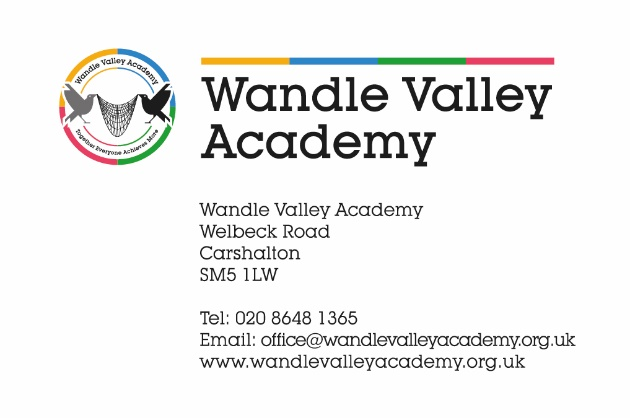 Wandle Valley Academy
Together Everyone Achieves More
Wandle Valley
Academy
Wandle Valley Academy
Welbeck Road
Carshalton
SM5 1LW
Tel: 020 8648 1365
Email: office@wandlevalleyacademy.org.uk
www.wandlevalleyacademy.org.uk